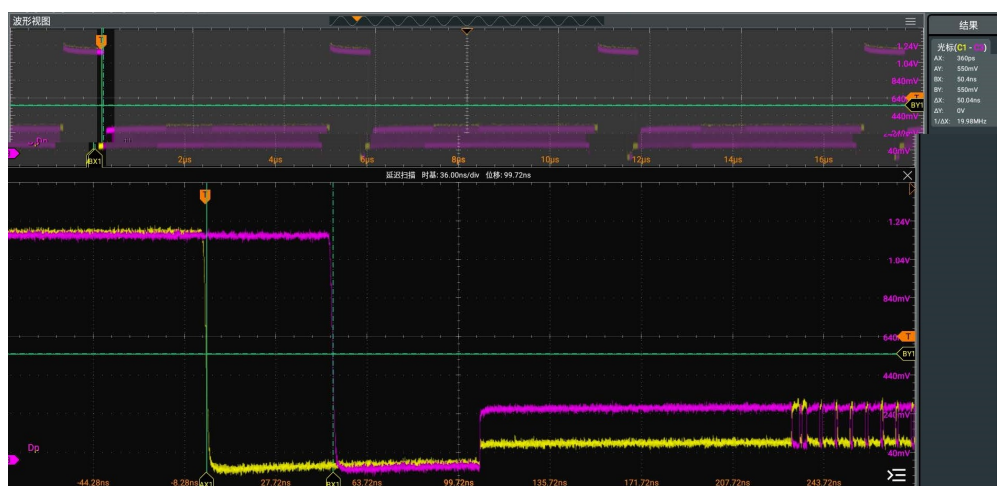 波形视图
结果
T
光标(C1 - C2)
AX: 360ps
AY: 550mV
BX: 50.4ns
BY: 550mV
ΔX: 50.04ns
ΔY: 0V
1/ΔX: 19.98MHz
1.24V
1.04V
840mV
640
T
BY1
440mV
40mV
BX1
2μs
4μs
6μs
8μs
10μs
12μs
14μs
16μs
延迟扫描 时基: 36.00ns/div 位移: 99.72ns
T
1.24V
1.04V
840mV
640
T
BY1
440mV
240mV
40mV
Dp
-44.28ns
-8.28ns
AX1
27.72ns
BX1
63.72ns
99.72ns
135.72ns
171.72ns
207.72ns
243.72ns